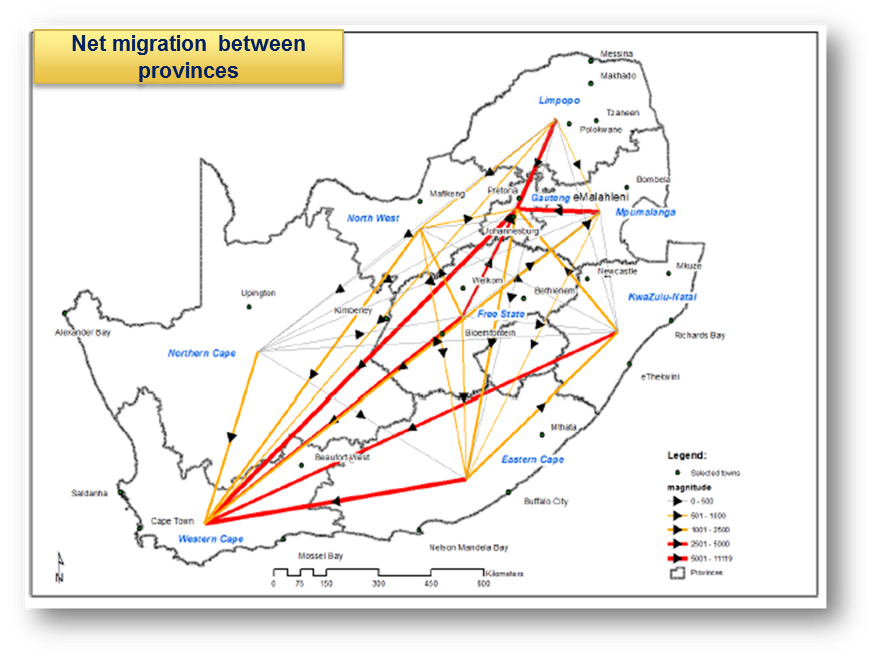 Net migration between
provinces
Messina
Makhado
Limpopo
Tzaneen
Polokwane
Bombela
Mafikeng
Pretoria
Gauteng
eMalahleni
North West
Mpumalanga
Johannesburg
Newcastle
Mkuze
Welkom
Upington
Bethlehem
KwaZulu-Natal
Kimberley
Free State
Alexander Bay
Bloemfontein
Richards Bay
Northern Cape
eThekwini
Mthata
Beaufort West
Eastern Cape
Legend:
Selected towns
magnitude
Saldanha
Buffalo City
0 - 500
Cape Town
501 - 1000
1001 - 2500
Western Cape
2501 - 5000
Nelson Mandela Bay
Mossel Bay
5001 - 11119
Kilometers
Provinces
0 75 150 300 450 600
N